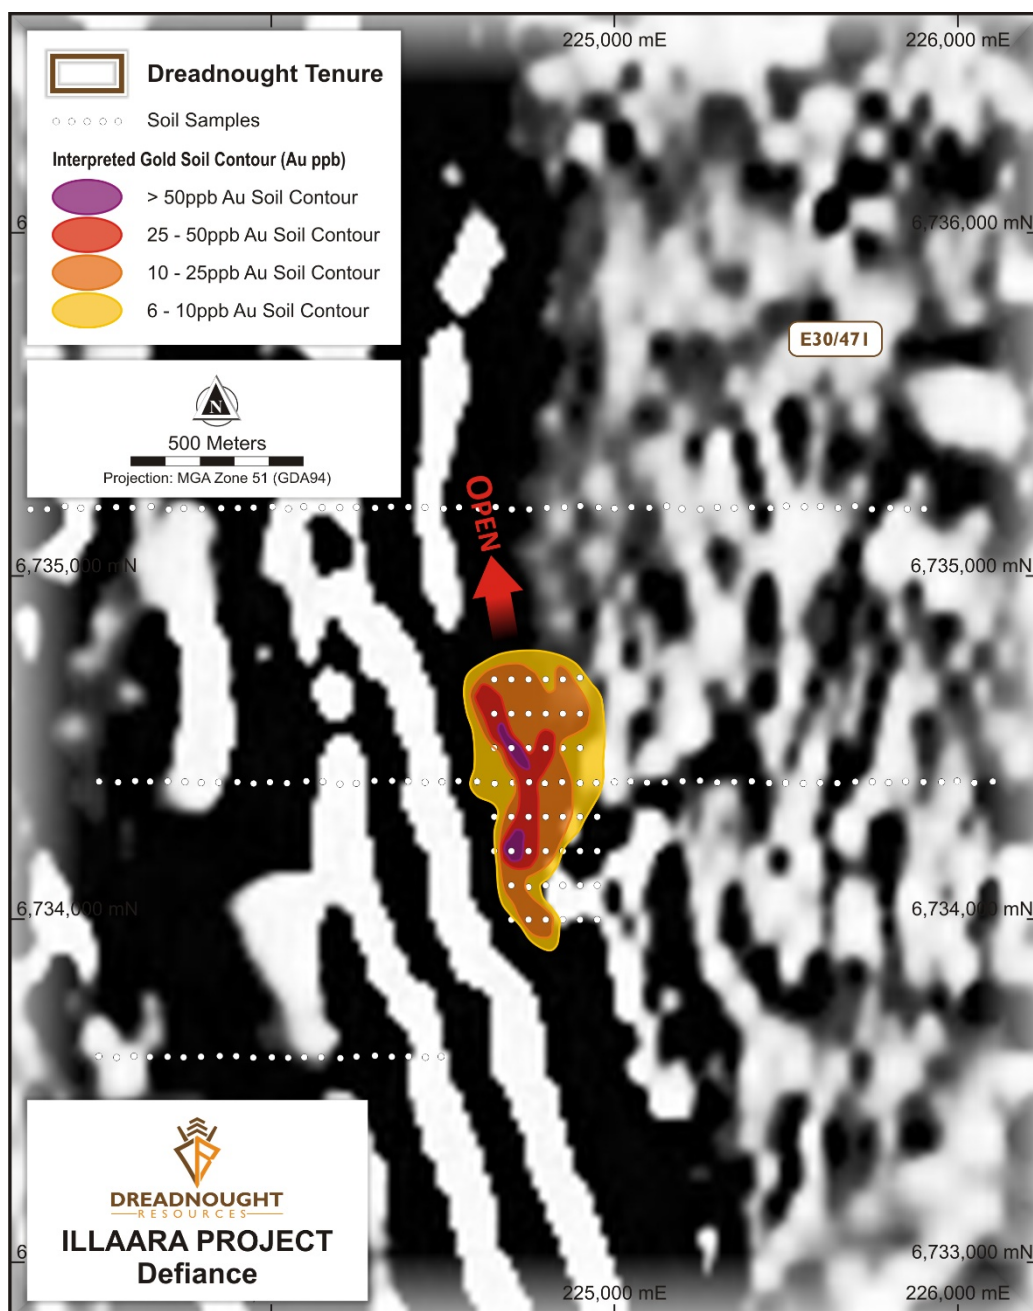 225,000 mE
226,000 mE
Dreadnought Tenure
Soil Samples
Interpreted Gold Soil Contour (Au ppb)
> 50ppb Au Soil Contour
25 - 50ppb Au Soil Contour
10 - 25ppb Au Soil Contour
6 - 10ppb Au Soil Contour
6
6,736,000 mN
E30/471
N
500 Meters
Projection: MGA Zone 51 (GDA94)
OPEN
6,735,000 mN
6,735,000 mN
6,734,000 mN
6,734,000 mN
DREADNOUGHT
RESOURCES
ILLAARA PROJECT
Defiance
6
6,733,000 mN
225,000 mE
226,000 mE